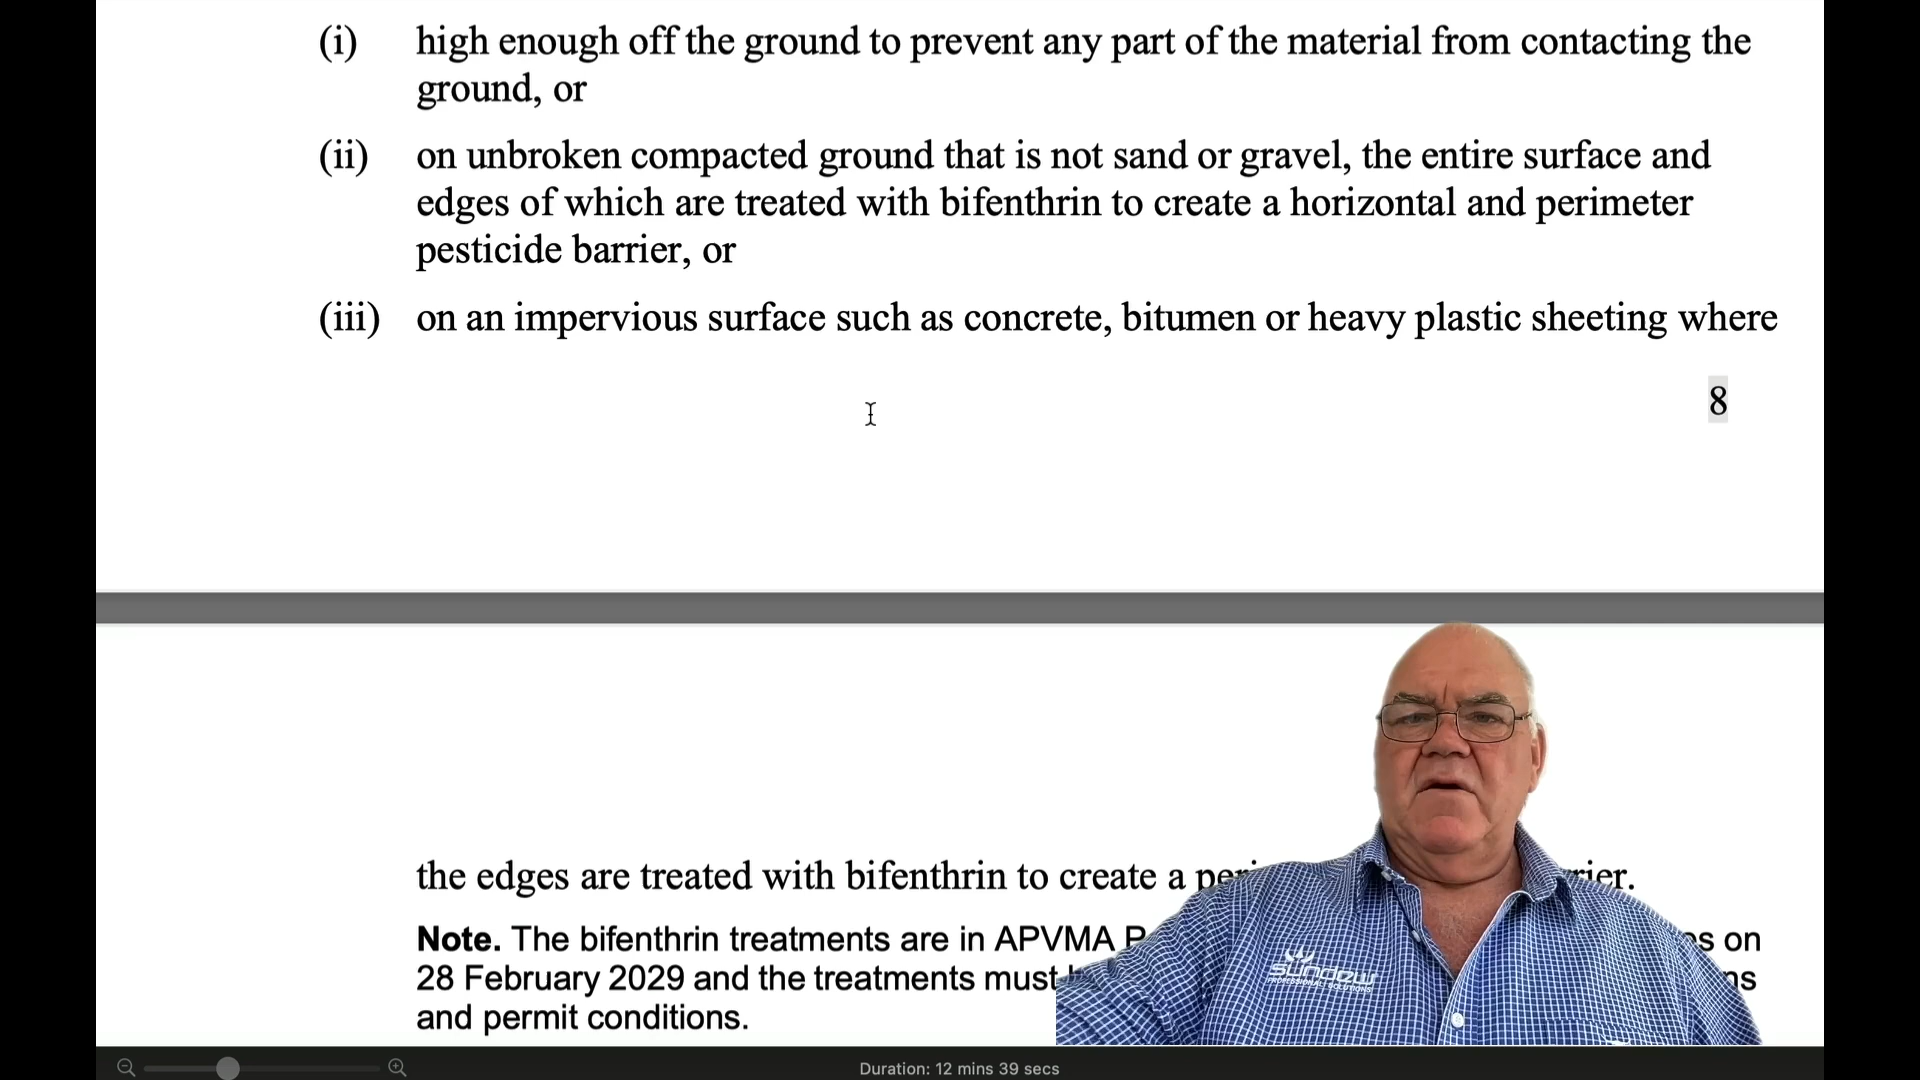 (i) high enough off the ground to prevent any part of the material from contacting the
ground, or
(ii) on unbroken compacted ground that is not sand or gravel, the entire surface and
edges of which are treated with bifenthrin to create a horizontal and perimeter
pesticide barrier, or
(iii) on an impervious surface such as concrete, bitumen or heavy plastic sheeting where
8
the edges are treated with bifenthrin to create a
Note. The bifenthrin treatments are in APVMA on
28 February 2029 and the treatments must
and permit conditions.
sundew
PROFESSIONAL SOLUTIONS
Duration: 12 mins 39 secs